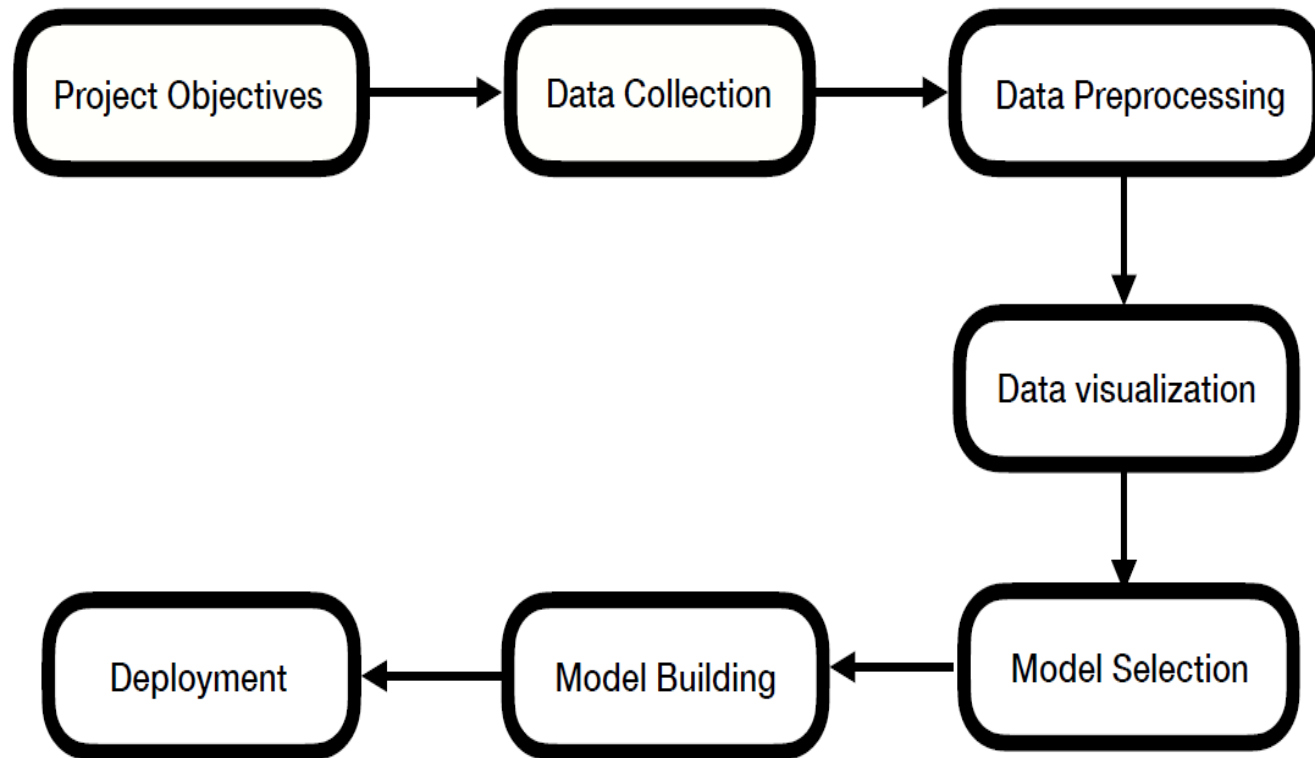 Project Objectives
Data Collection
Data Preprocessing
Data visualization
Model Selection
Model Building
Deployment